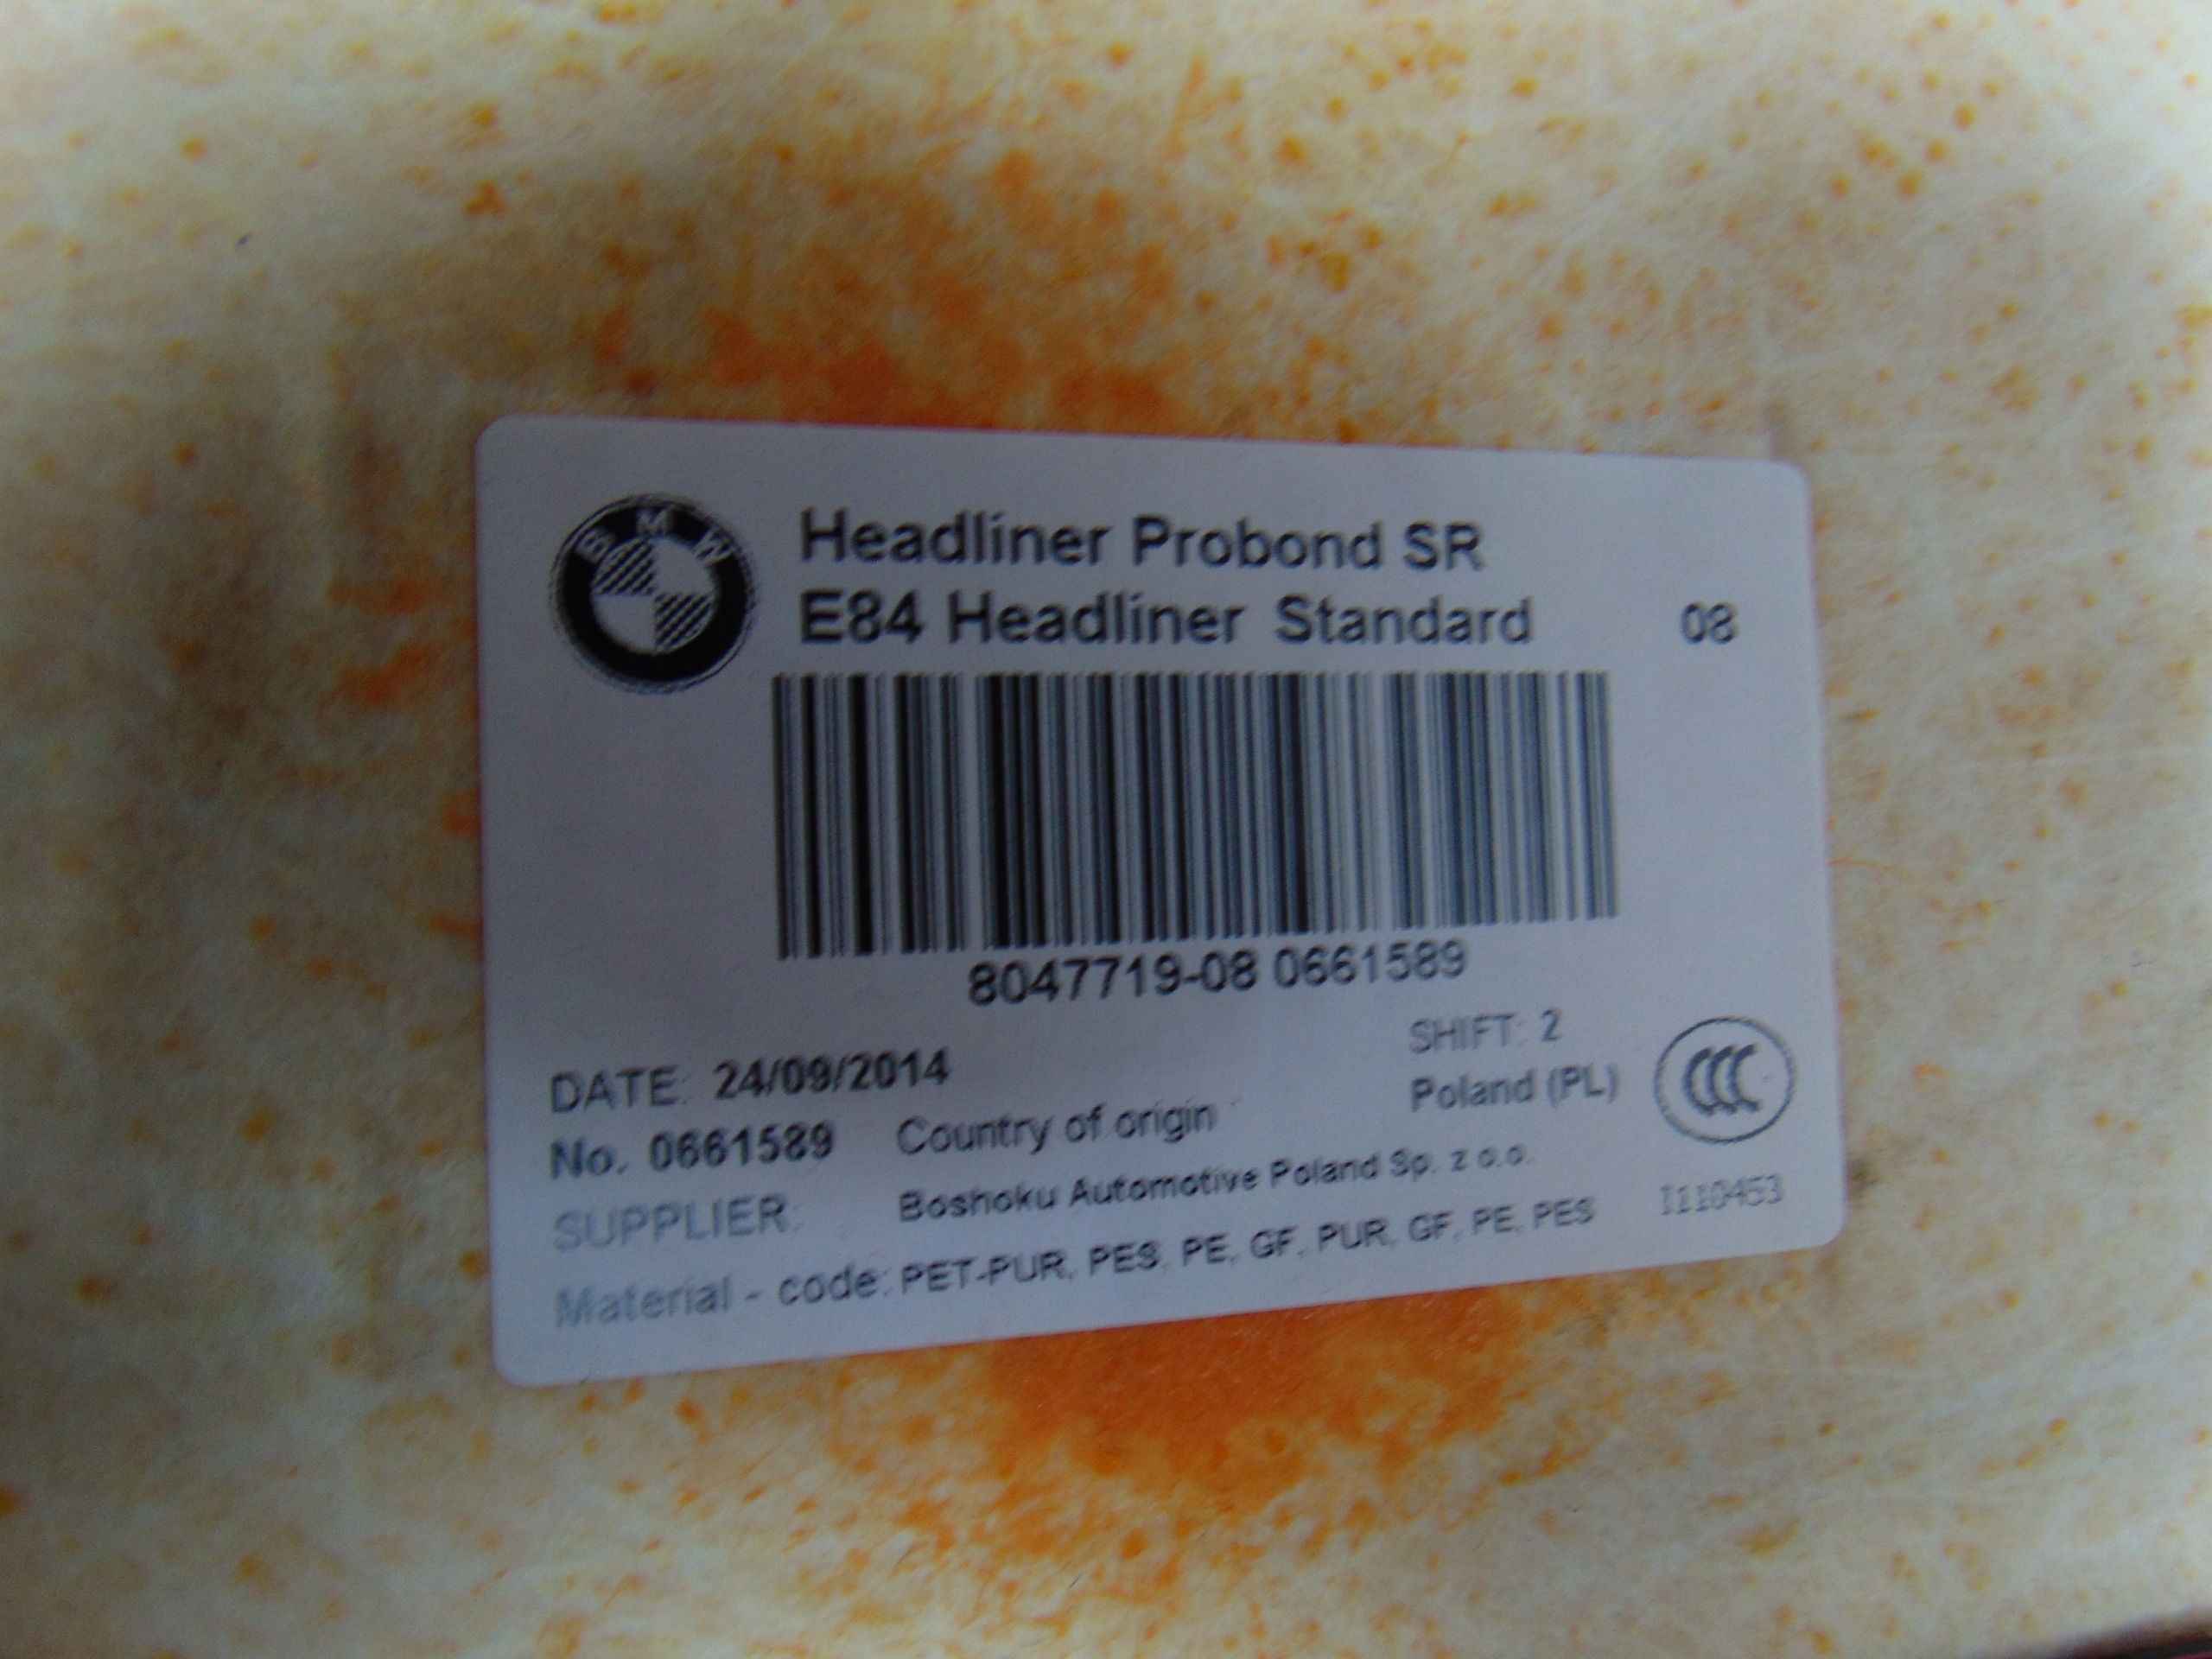 BMW
Headliner Probond SR
E84 Headliner Standard 08
8047719-08 0661589
SHIFT: 2
DATE: 24/09/2014
Poland (PL)
No. 0661589 Country of origin
SUPPLIER: Boshoku Automotive Poland Sp. z o.o.
Material - code: PET-PUR, PES, PE, GF, PUR, GF, PE, PES
CCC
I110453